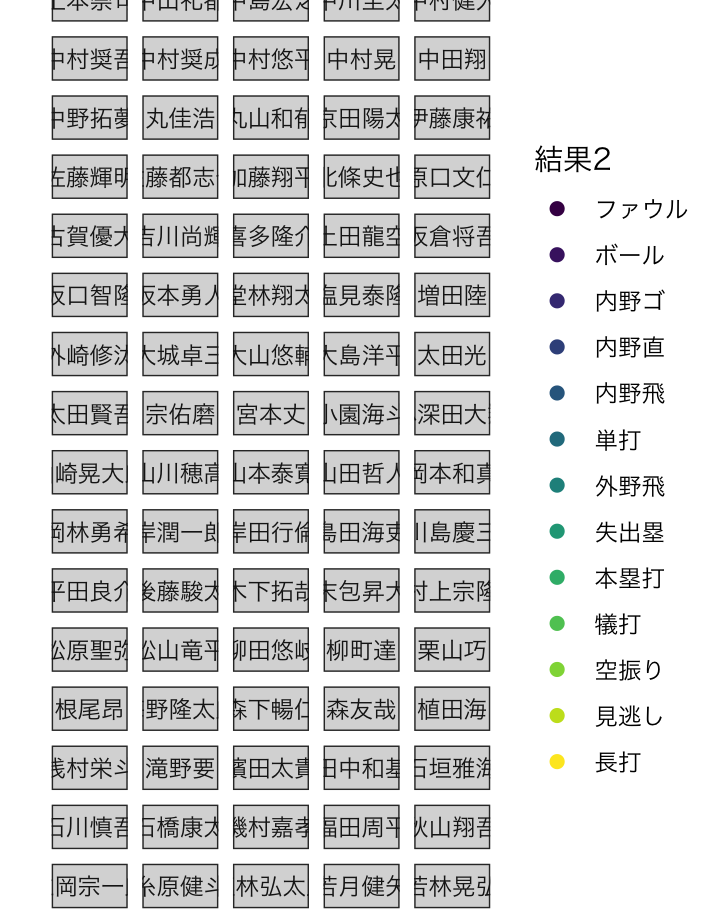 中村奨吾 中村奨成 中村悠平 中村晃 中田翔
中野拓夢 丸佳浩 丸山和郁 京田陽太 伊藤康祐
佐藤輝明 藤都志 加藤翔平 北條史也 原口文仁
古賀優大 吉川尚輝 喜多隆介 土田龍空 坂倉将吾
坂口智隆 坂本勇人 堂林翔太 塩見泰隆 増田陸
外崎修汰 大城卓三 大山悠輔 大島洋平 太田光
太田賢吾 宗佑磨 宮本丈 小園海斗 深田大
崎晃大 山川穂高 山本泰寛 山田哲人 岡本和真
岡林勇希 岸潤一郎 岸田行倫 島田海吏 川島慶三
平田良介 後藤駿太 木下拓哉 末包昇大 村上宗隆
松原聖弥 松山竜平 柳田悠岐 柳町達 栗山巧
根尾昂 野隆太 森下暢仁 森友哉 植田海
浅村栄斗 滝野要 濱田太貴 田中和基 石垣雅海
石川慎吾 石橋康太 磯村嘉孝 福田周平 秋山翔吾
岡宗一 糸原健斗 林弘太 若月健矢 若林晃弘
結果2
ファウル
ボール
内野ゴ
内野直
内野飛
単打
外野飛
失出塁
本塁打
犠打
空振り
見逃し
長打